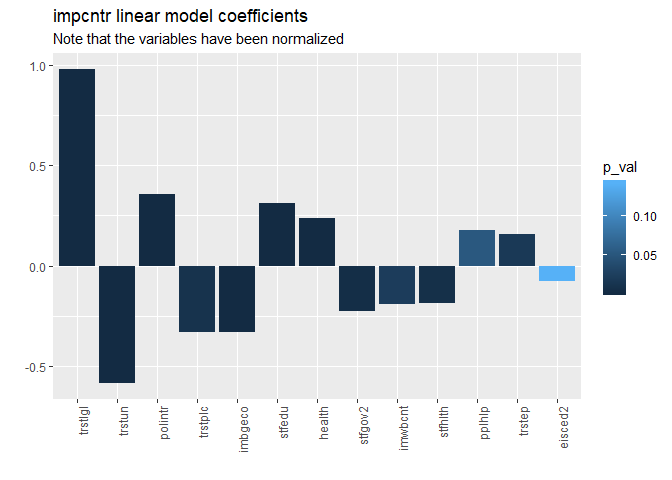 impcntr linear model coefficients
Note that the variables have been normalized
1.0
0.5
0.0
-0.5
trstlgl
trstun
polintr
trstplc
imbgeco
stfedu
health
stfgov2
imwbcnt
stfhlth
pplhlp
trstep
eisced2
p_val
0.10
0.05